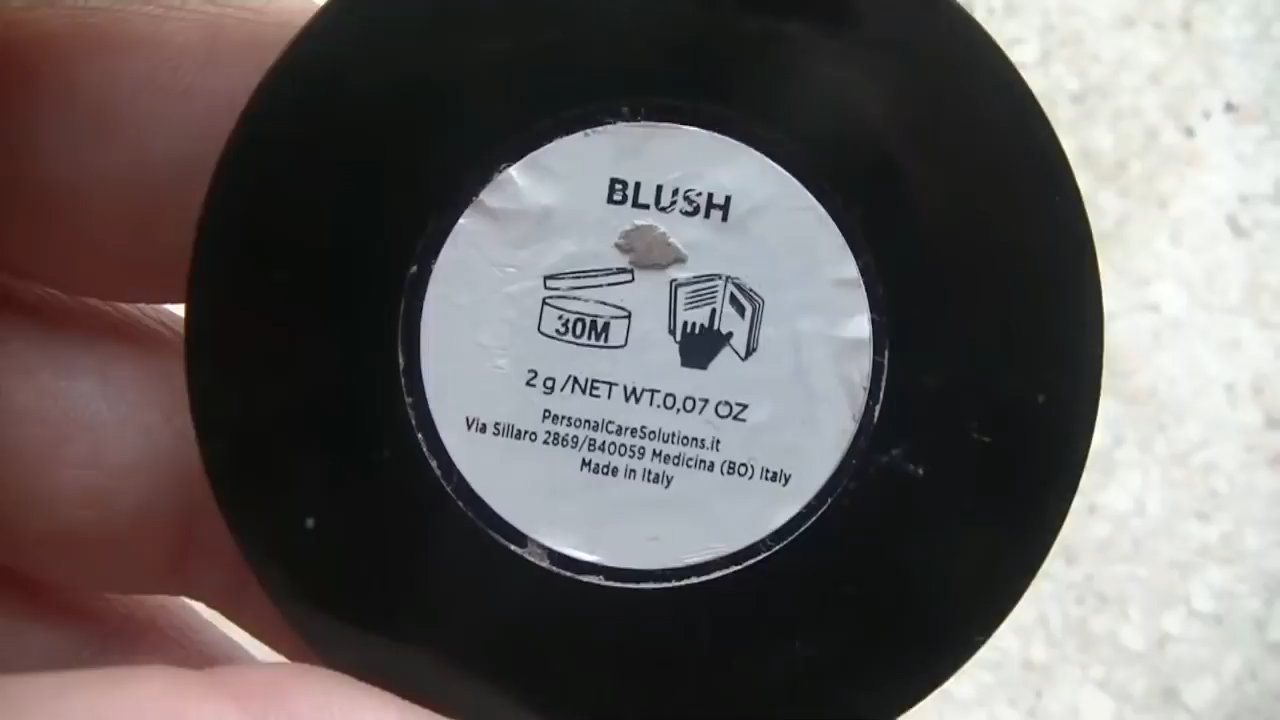 BLUSH
30M
2 g/NET WT.0,07 OZ
PersonalCareSolutions.it
Via Sillaro 2869/B40059 Medicina (BO) Italy
Made in Italy